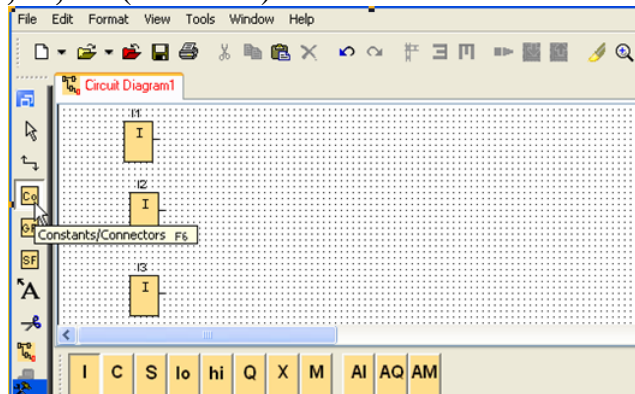 File Edit Format View Tools Window Help
Circuit Diagram1
I1
I
I2
I
Co
Constants/Connectors F6
SF
I3
I
A
I C S lo hi Q X M AI AQ AM